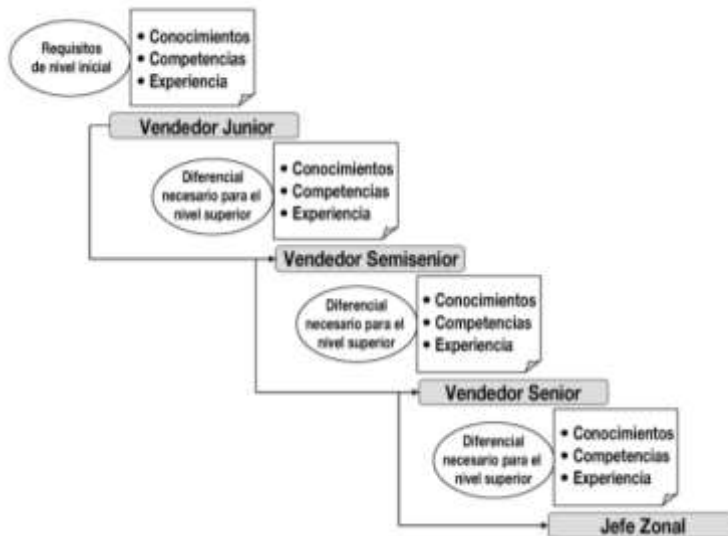 Requisitos
de nivel inicial
• Conocimientos
• Competencias
• Experiencia
Vendedor Junior
Diferencial
necesario para el
nivel superior
• Conocimientos
• Competencias
• Experiencia
Vendedor Semisenior
Diferencial
necesario para el
nivel superior
• Conocimientos
• Competencias
• Experiencia
Vendedor Senior
Diferencial
necesario para el
nivel superior
• Conocimientos
• Competencias
• Experiencia
Jefe Zonal